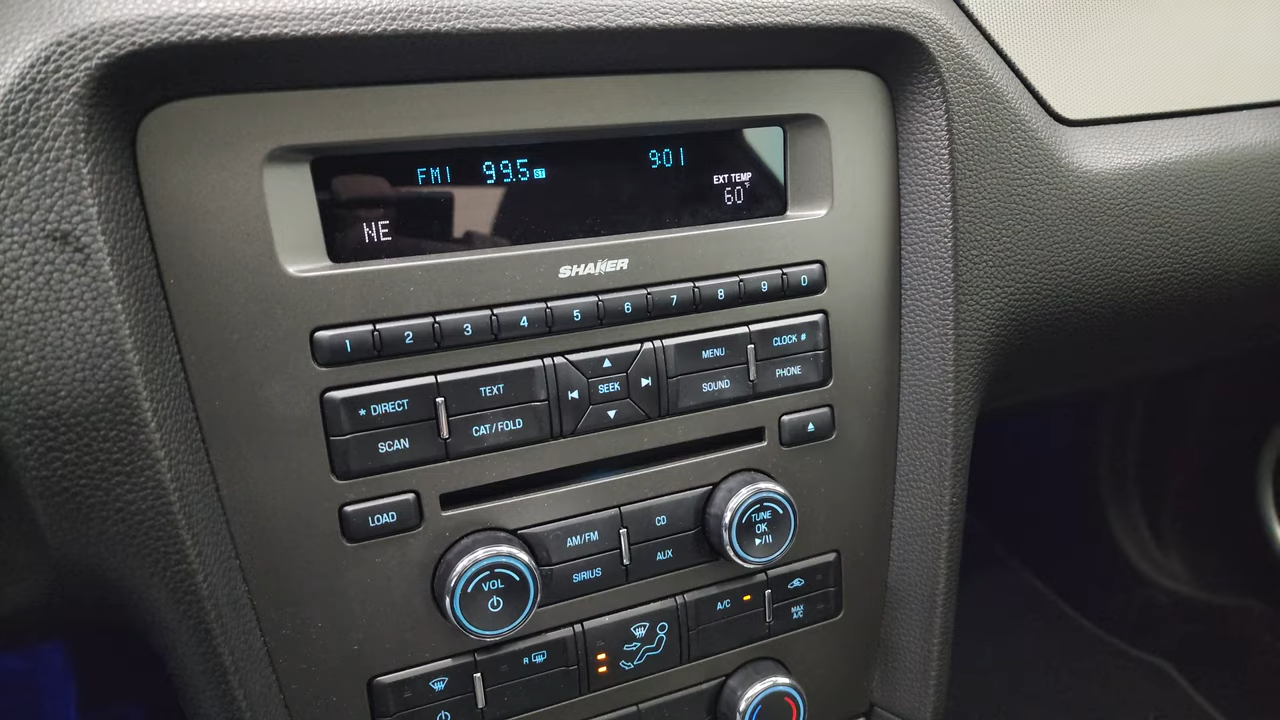 FM1 99.5 ST 9:01
EXT TEMP
60°F
NE
SHAKER
1 2 3 4 5 6 7 8 9 0
* DIRECT TEXT SEEK MENU CLOCK #
SCAN CAT/FOLD SOUND PHONE
LOAD
AM/FM CD
SIRIUS AUX
TUNE
OK
VOL
A/C MAX
A/C
R